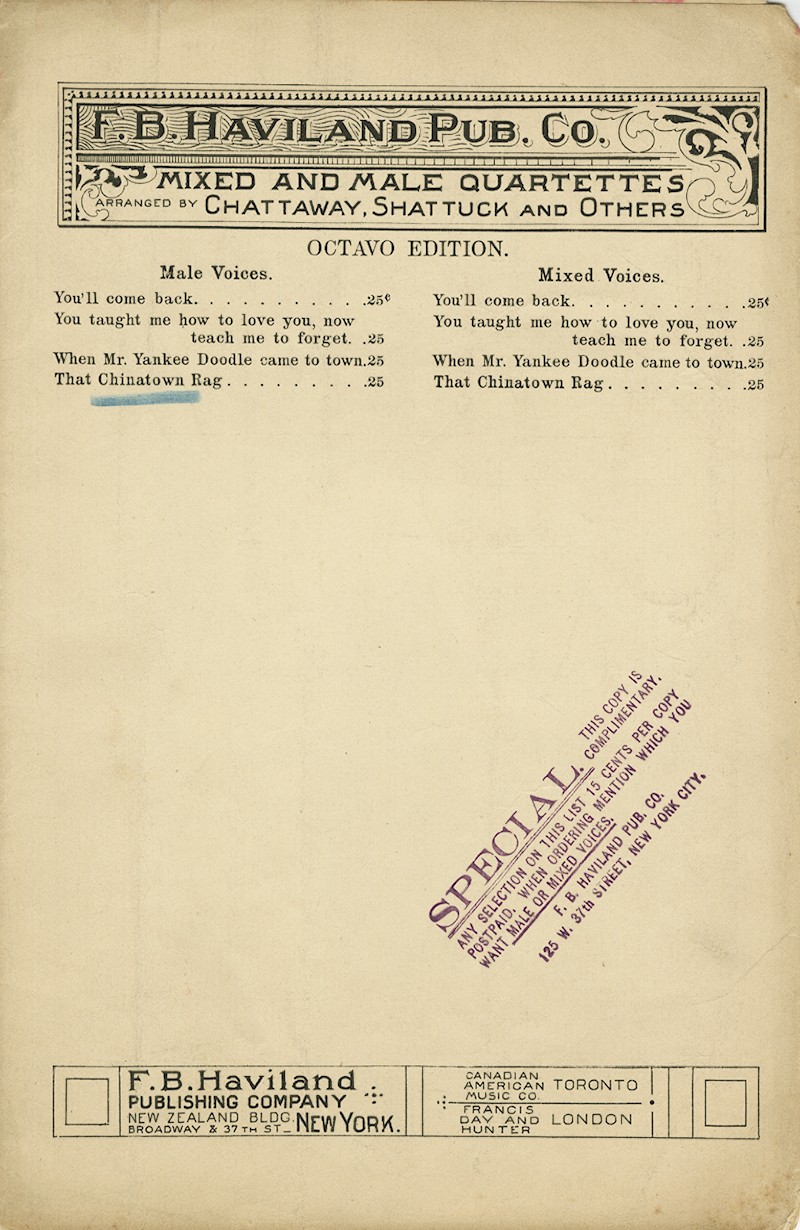 F. B. HAVILAND PUB. CO.
MIXED AND MALE QUARTETTES
ARRANGED BY CHATTAWAY, SHATTUCK AND OTHERS
OCTAVO EDITION.
Male Voices.
You'll come back. . . . . . . . . . .25¢
You taught me how to love you, now
teach me to forget. .25
When Mr. Yankee Doodle came to town.25
That Chinatown Rag . . . . . . . . .25
Mixed Voices.
You'll come back. . . . . . . . . . .25¢
You taught me how to love you, now
teach me to forget. .25
When Mr. Yankee Doodle came to town.25
That Chinatown Rag . . . . . . . . .25
SPECIAL. THIS COPY IS
COMPLIMENTARY.
ANY SELECTION ON THIS LIST 15 CENTS PER COPY
POSTPAID. WHEN ORDERING MENTION WHICH YOU
WANT MALE OR MIXED VOICES.
F. B. HAVILAND PUB. CO.
125 W. 37th STREET, NEW YORK CITY.
F. B. Haviland
PUBLISHING COMPANY
NEW ZEALAND BLDG.
BROADWAY & 37TH ST_ NEW YORK.
CANADIAN
AMERICAN TORONTO
MUSIC CO.
FRANCIS
DAY AND LONDON
HUNTER